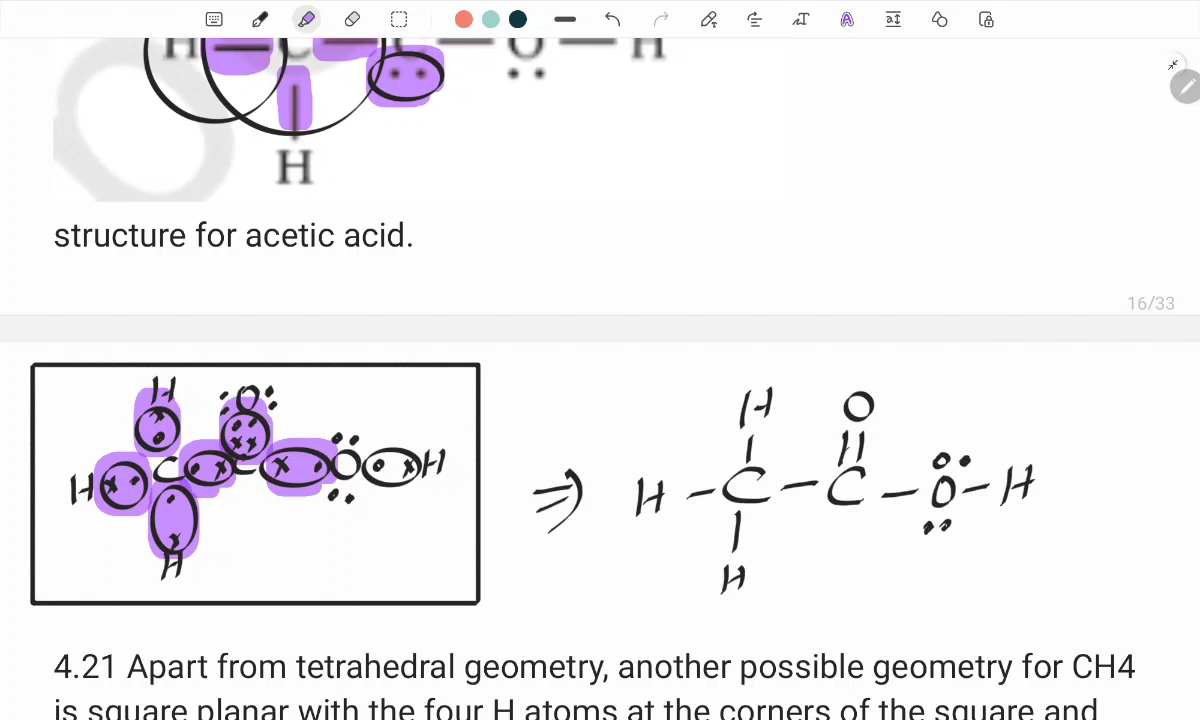 H — C — C — O — H
H
structure for acetic acid.
16/33
H
O
H C C O H
H
⇒
H O
H – C – C – O – H
H
4.21 Apart from tetrahedral geometry, another possible geometry for CH4
is square planar with the four H atoms at the corners of the square and